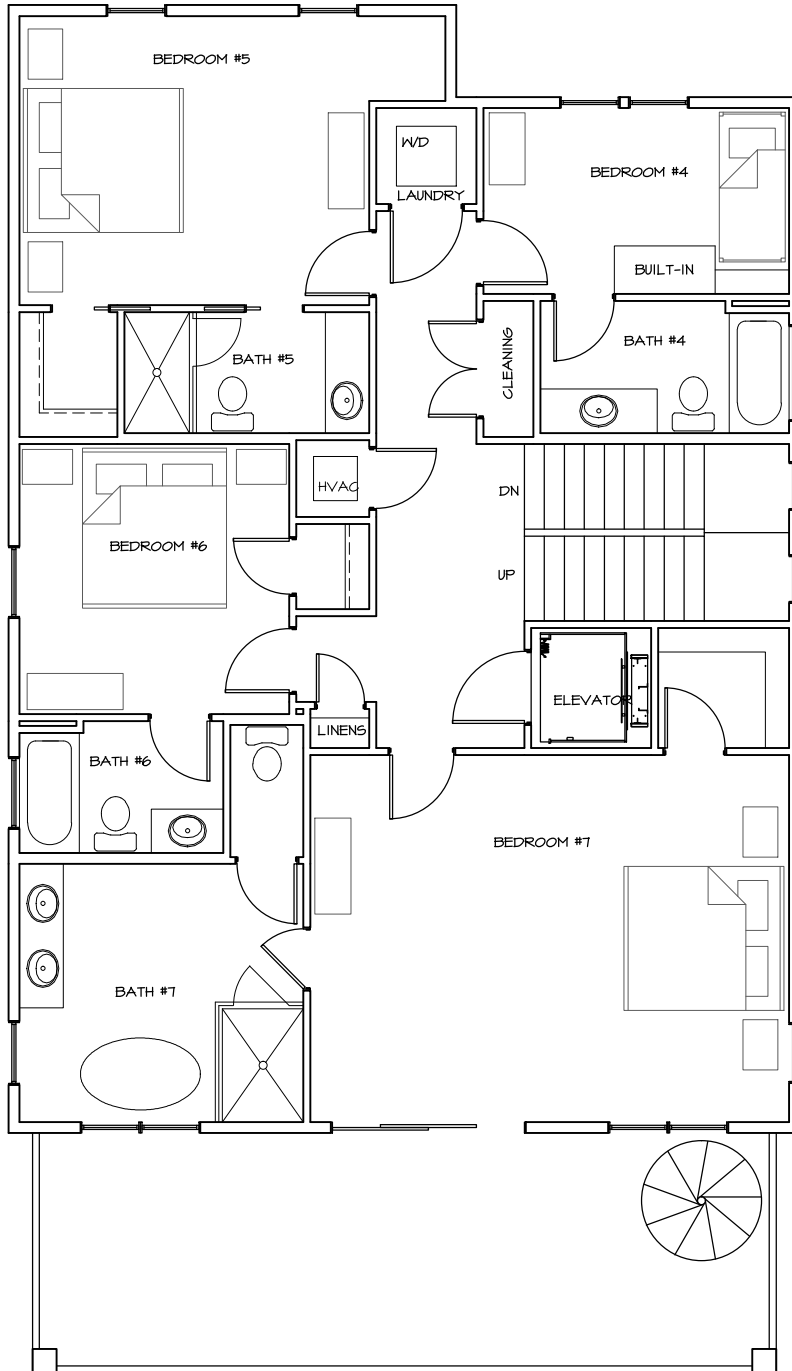 BEDROOM #5
W/D
LAUNDRY
BEDROOM #4
BUILT-IN
BATH #5
CLEANING
BATH #4
HVAC
DN
BEDROOM #6
UP
ELEVATOR
LINENS
BATH #6
BEDROOM #7
BATH #7